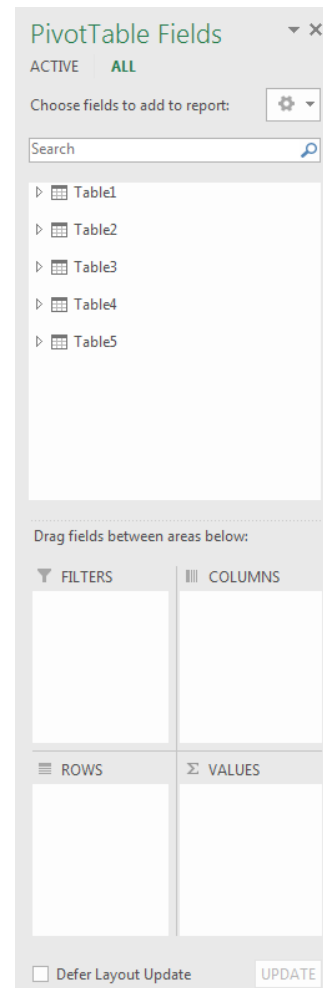 PivotTable Fields
ACTIVE ALL
Choose fields to add to report:
Search
Table1
Table2
Table3
Table4
Table5
Drag fields between areas below:
FILTERS
COLUMNS
ROWS
Σ VALUES
Defer Layout Update
UPDATE